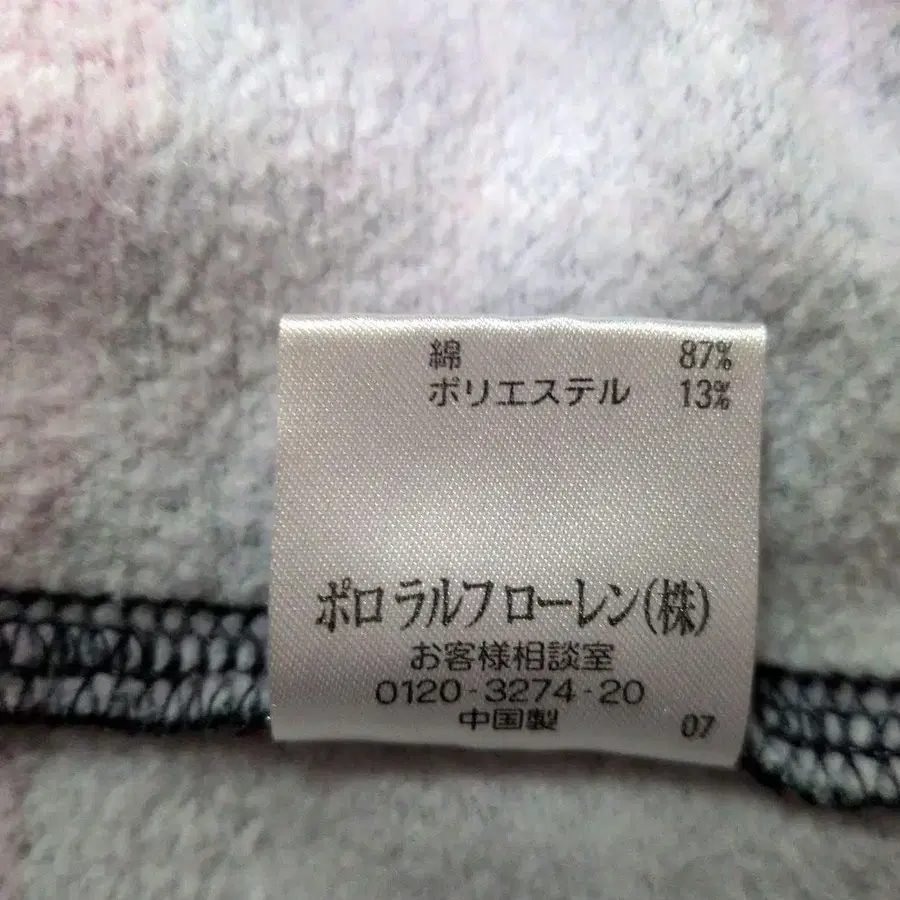 綿 87%
ポリエステル 13%
ポロ ラルフ ローレン(株)
お客様相談室
0120-3274-20
中国製 07